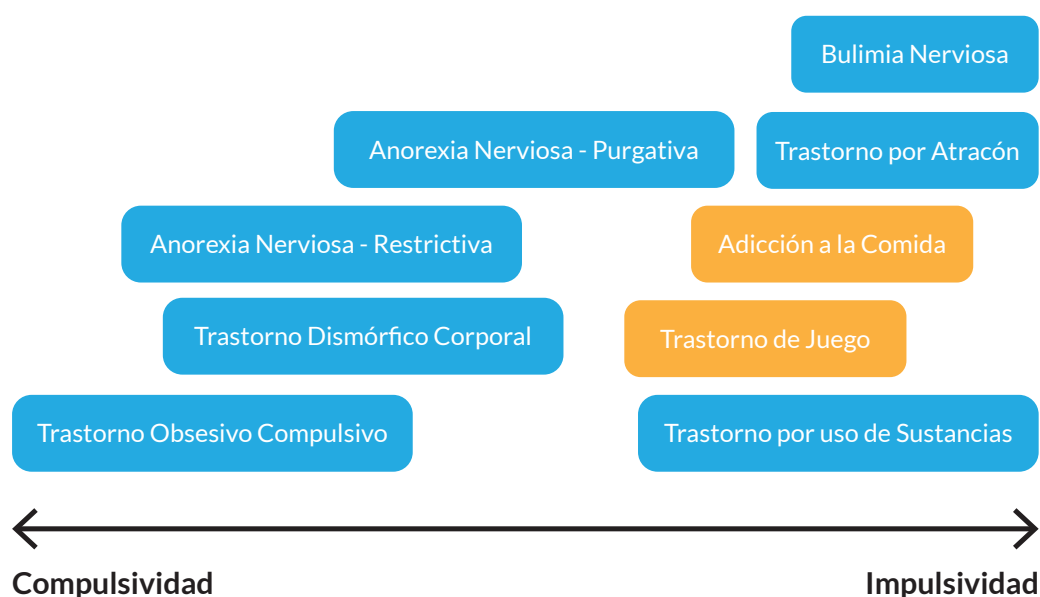 Bulimia Nerviosa
Anorexia Nerviosa - Purgativa
Trastorno por Atracón
Anorexia Nerviosa - Restrictiva
Adicción a la Comida
Trastorno Dismórfico Corporal
Trastorno de Juego
Trastorno Obsesivo Compulsivo
Trastorno por uso de Sustancias
Compulsividad
Impulsividad